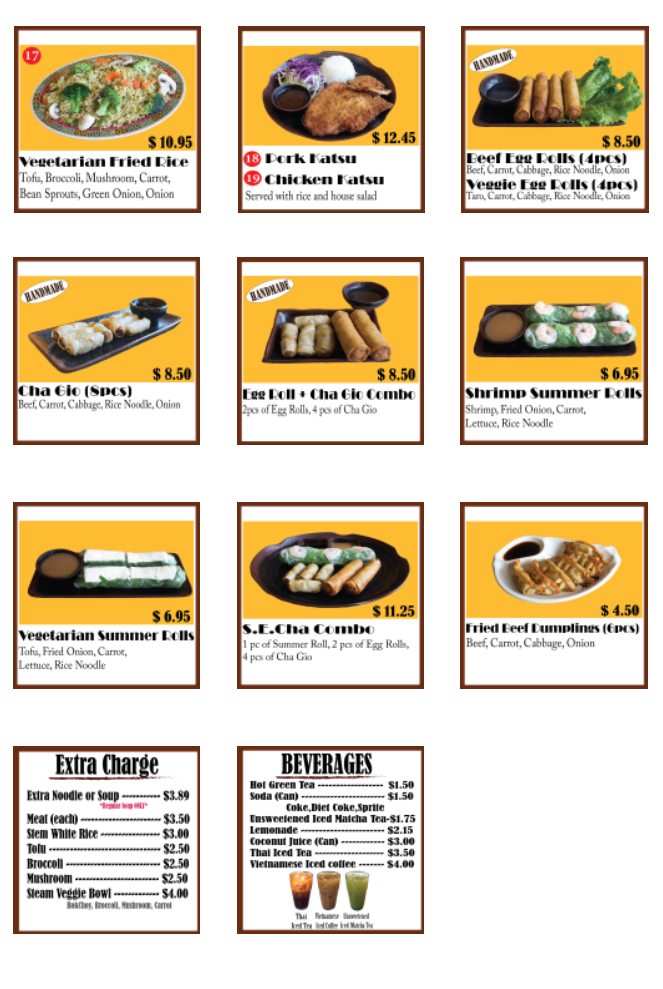 17
$ 10.95
Vegetarian Fried Rice
Tofu, Broccoli, Mushroom, Carrot,
Bean Sprouts, Green Onion, Onion
$ 12.45
18 Pork Katsu
19 Chicken Katsu
Served with rice and house salad
HANDMADE
$ 8.50
Beef Egg Rolls (4pcs)
Beef, Carrot, Cabbage, Rice Noodle, Onion
Veggie Egg Rolls (4pcs)
Taro, Carrot, Cabbage, Rice Noodle, Onion
HANDMADE
$ 8.50
Cha Gio (8pcs)
Beef, Carrot, Cabbage, Rice Noodle, Onion
HANDMADE
$ 8.50
Egg Roll + Cha Gio Combo
2pcs of Egg Rolls, 4 pcs of Cha Gio
$ 6.95
Shrimp Summer Rolls
Shrimp, Fried Onion, Carrot,
Lettuce, Rice Noodle
$ 6.95
Vegetarian Summer Rolls
Tofu, Fried Onion, Carrot,
Lettuce, Rice Noodle
$ 11.25
S.E.Cha Combo
1 pc of Summer Roll, 2 pcs of Egg Rolls,
4 pcs of Cha Gio
$ 4.50
Fried Beef Dumplings (6pcs)
Beef, Carrot, Cabbage, Onion
Extra Charge
Extra Noodle or Soup ----------- $3.89
*Regular Soup ONLY*
Meat (each) ---------------------- $3.50
Stem White Rice ---------------- $3.00
Tofu ------------------------------ $2.50
Broccoli -------------------------- $2.50
Mushroom ---------------------- $2.50
Steam Veggie Bowl ------------- $4.00
BokChoy, Broccoli, Mushroom, Carrot
BEVERAGES
Hot Green Tea ------------------ $1.50
Soda (Can) ----------------------- $1.50
Coke,Diet Coke,Sprite
Unsweetened Iced Matcha Tea-$1.75
Lemonade ----------------------- $2.15
Coconut Juice (Can) ------------ $3.00
Thai Iced Tea ------------------- $3.50
Vietnamese Iced coffee ------- $4.00
Thai Vietnamese Unsweetened
Iced Tea Iced Coffee Iced Matcha Tea